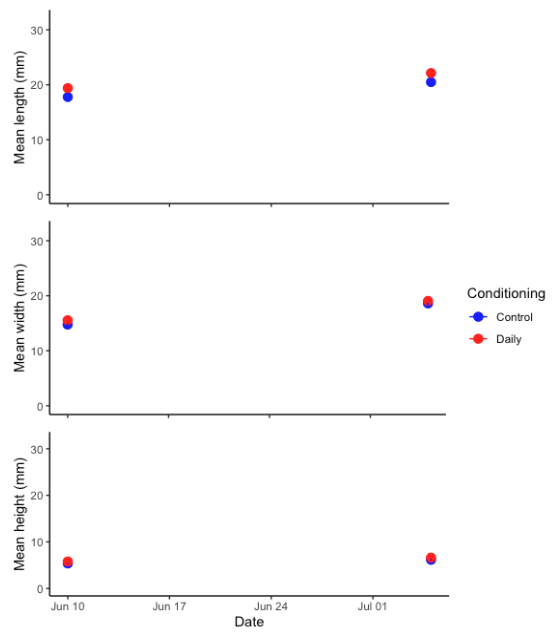 Mean length (mm)
30
20
10
0
Mean width (mm)
30
20
10
0
Mean height (mm)
30
20
10
0
Jun 10 Jun 17 Jun 24 Jul 01
Date
Conditioning
Control
Daily